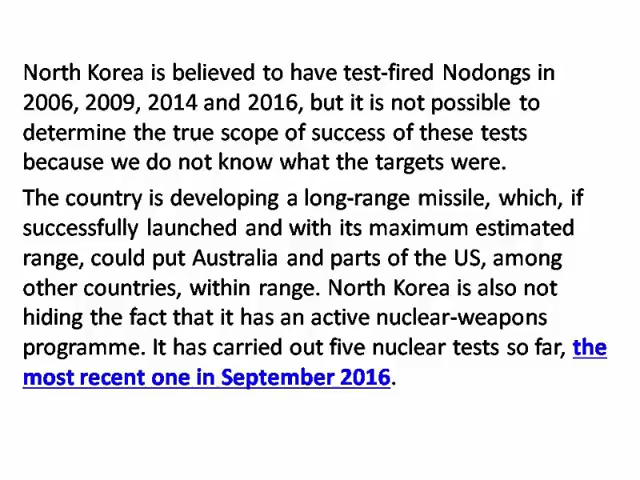 North Korea is believed to have test-fired Nodongs in
2006, 2009, 2014 and 2016, but it is not possible to
determine the true scope of success of these tests
because we do not know what the targets were.
The country is developing a long-range missile, which, if
successfully launched and with its maximum estimated
range, could put Australia and parts of the US, among
other countries, within range. North Korea is also not
hiding the fact that it has an active nuclear-weapons
programme. It has carried out five nuclear tests so far, the
most recent one in September 2016.